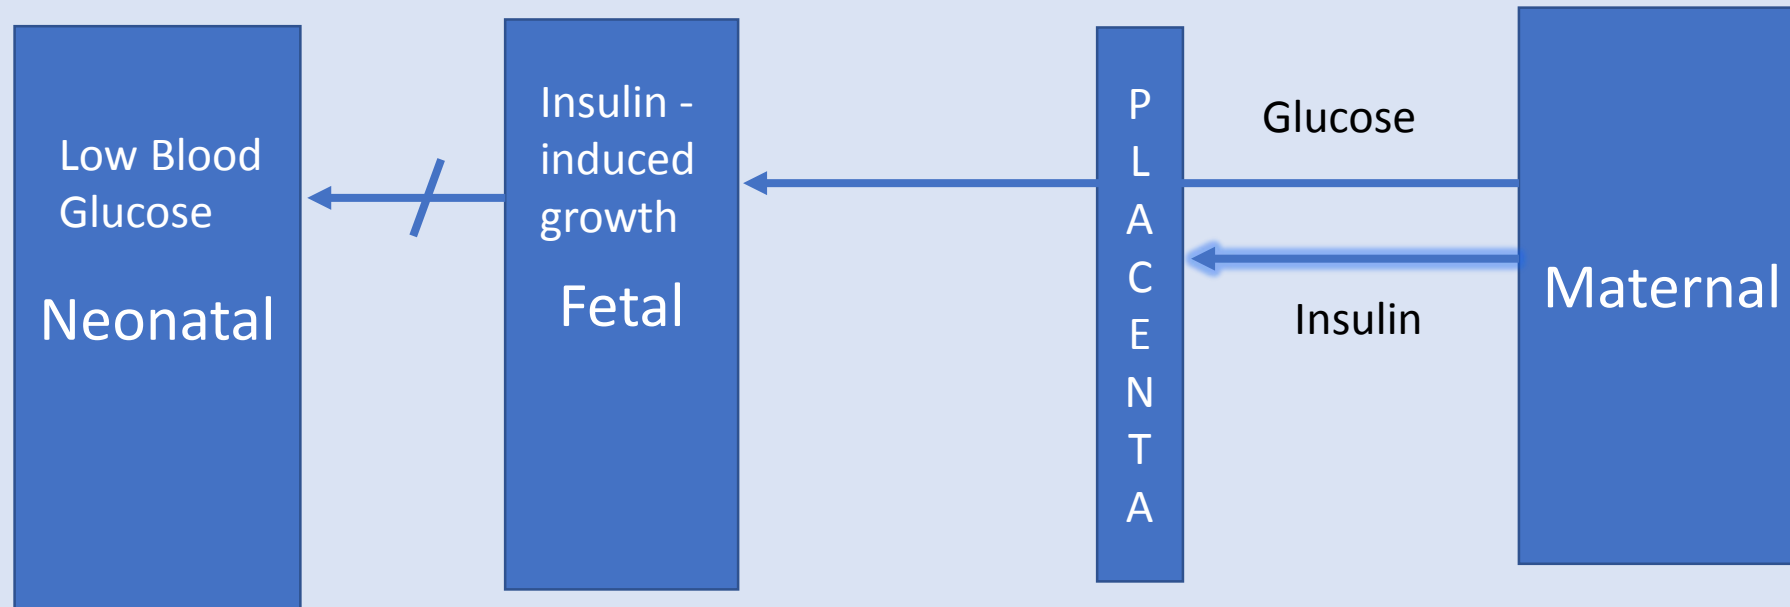 Low Blood
Glucose
Neonatal
Insulin -
induced
growth
Fetal
P
L
A
C
E
N
T
A
Glucose
Insulin
Maternal